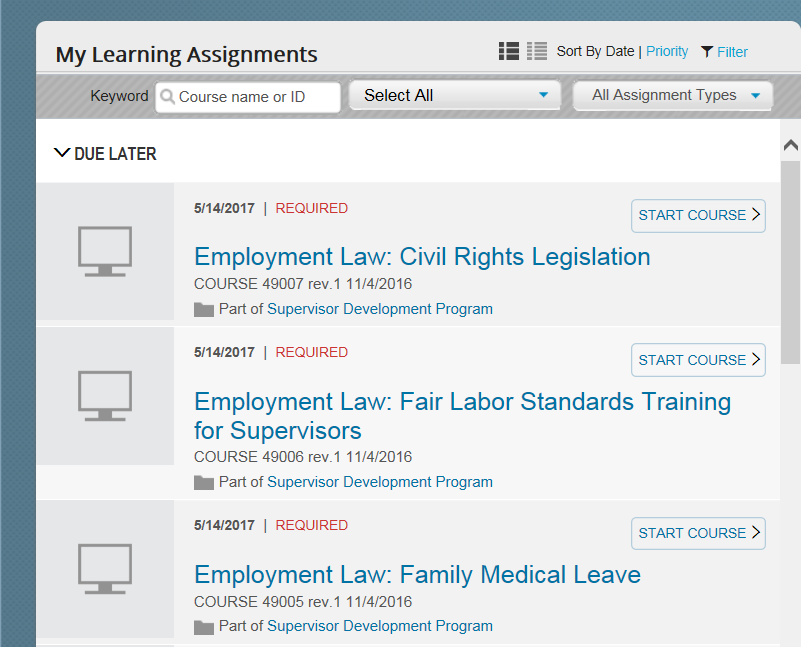 My Learning Assignments
Sort By Date | Priority Filter
Keyword Course name or ID Select All All Assignment Types
DUE LATER
5/14/2017 | REQUIRED
START COURSE
Employment Law: Civil Rights Legislation
COURSE 49007 rev.1 11/4/2016
Part of Supervisor Development Program
5/14/2017 | REQUIRED
START COURSE
Employment Law: Fair Labor Standards Training
for Supervisors
COURSE 49006 rev.1 11/4/2016
Part of Supervisor Development Program
5/14/2017 | REQUIRED
START COURSE
Employment Law: Family Medical Leave
COURSE 49005 rev.1 11/4/2016
Part of Supervisor Development Program